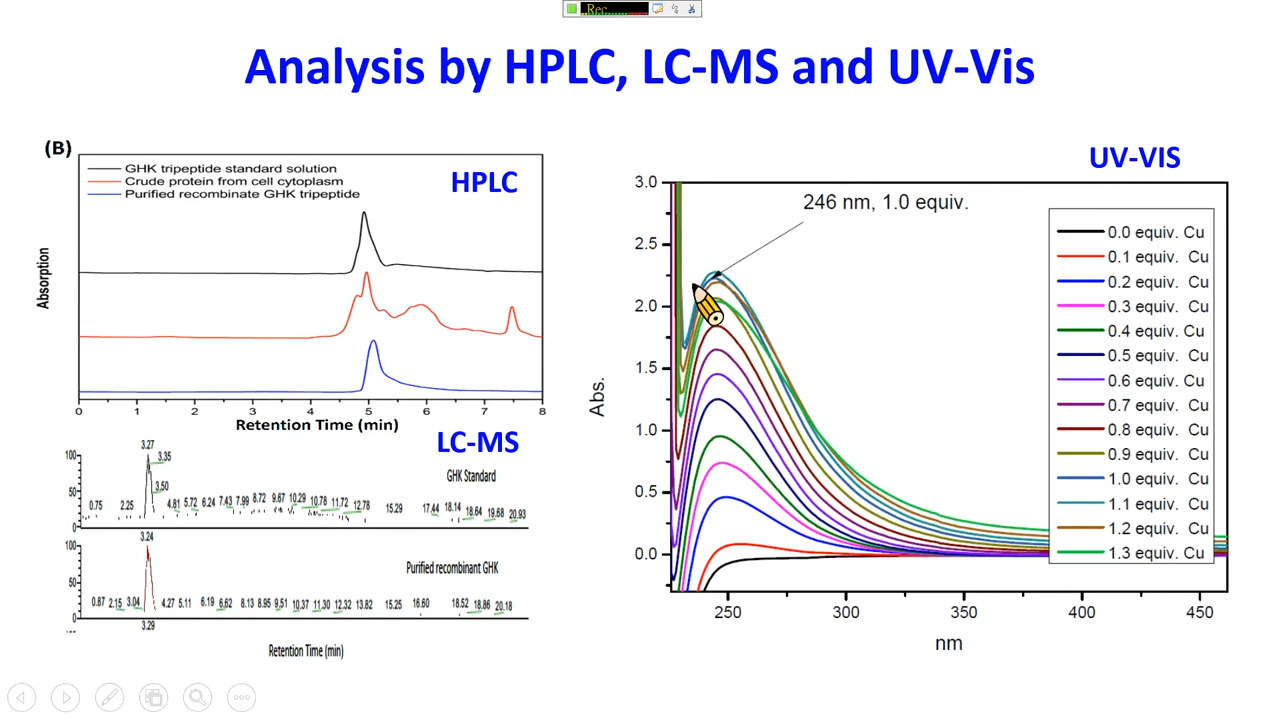 Rec
Analysis by HPLC, LC-MS and UV-Vis
(B)
GHK tripeptide standard solution
Crude protein from cell cytoplasm
Purified recombinate GHK tripeptide
HPLC
Absorption
0 1 2 3 4 5 6 7 8
Retention Time (min)
LC-MS
GHK Standard
100
50
0
3.27
3.35
3.50
0.75 2.25 4.81 5.72 6.24 7.43 7.99 8.72 9.67 10.29 10.78 11.72 12.78 15.29 17.44 18.14 18.64 19.68 20.93
Purified recombinant GHK
100
50
0
3.24
0.87 2.15 3.04 4.27 5.11 6.19 6.62 8.13 8.95 9.51 10.37 11.30 12.32 13.82 15.25 16.60 18.52 18.86 20.18
3.29
Retention Time (min)
UV-VIS
246 nm, 1.0 equiv.
3.0
2.5
2.0
1.5
1.0
0.5
0.0
Abs.
0.0 equiv. Cu
0.1 equiv. Cu
0.2 equiv. Cu
0.3 equiv. Cu
0.4 equiv. Cu
0.5 equiv. Cu
0.6 equiv. Cu
0.7 equiv. Cu
0.8 equiv. Cu
0.9 equiv. Cu
1.0 equiv. Cu
1.1 equiv. Cu
1.2 equiv. Cu
1.3 equiv. Cu
250 300 350 400 450
nm